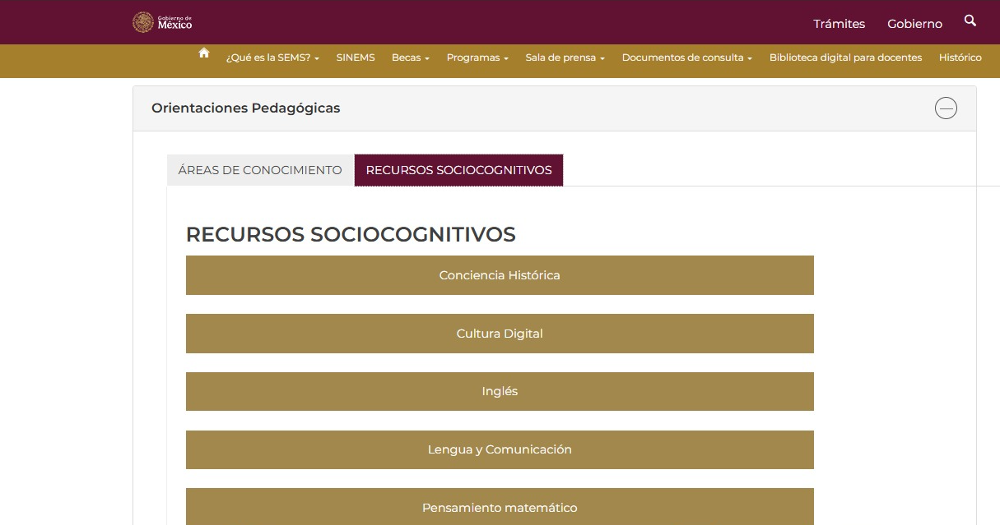 Gobierno de
México
Trámites Gobierno
¿Qué es la SEMS? SINEMS Becas Programas Sala de prensa Documentos de consulta Biblioteca digital para docentes Histórico
Orientaciones Pedagógicas
ÁREAS DE CONOCIMIENTO RECURSOS SOCIOCOGNITIVOS
RECURSOS SOCIOCOGNITIVOS
Conciencia Histórica
Cultura Digital
Inglés
Lengua y Comunicación
Pensamiento matemático